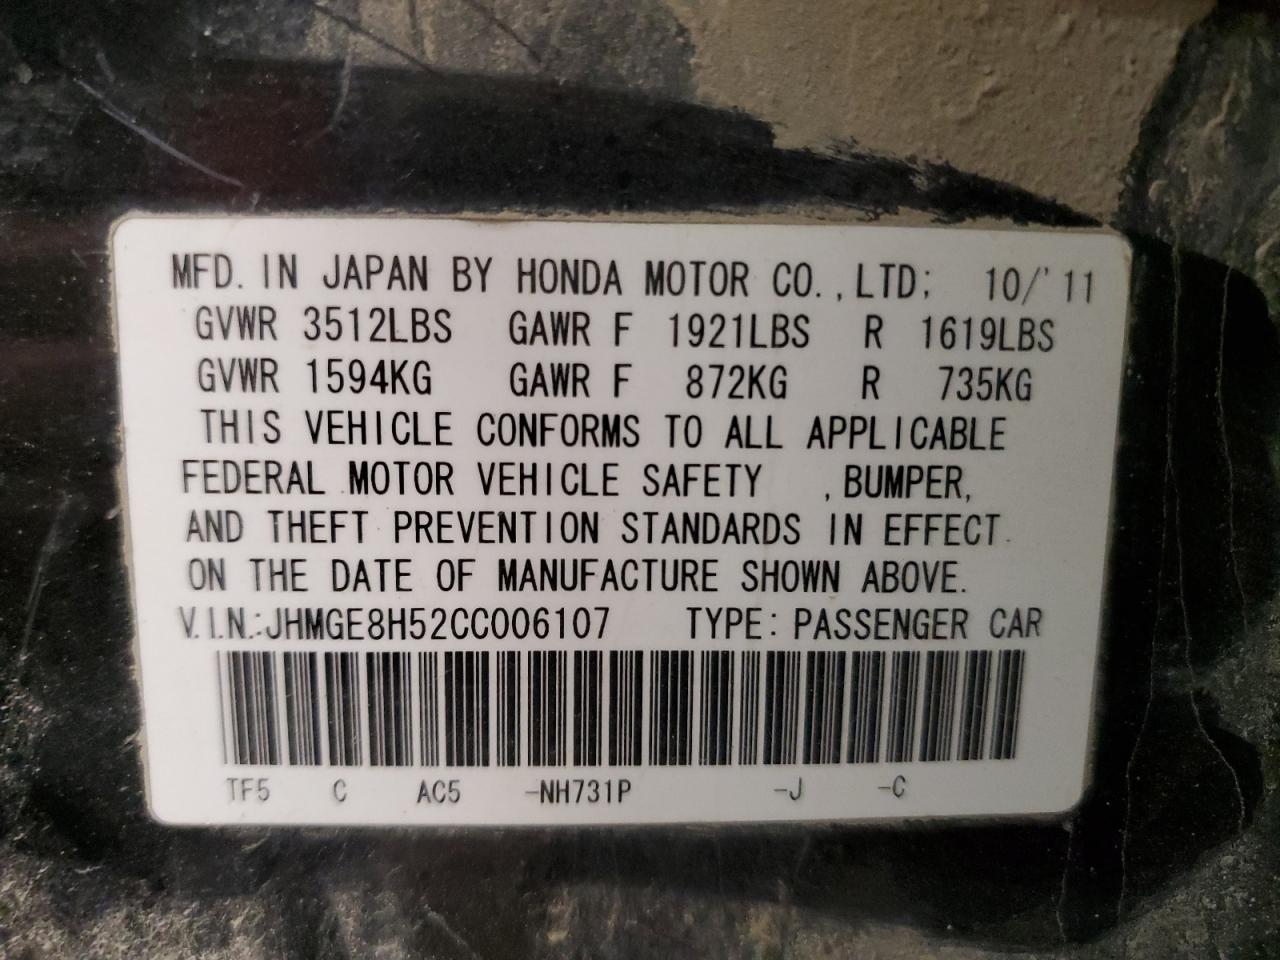 MFD. IN JAPAN BY HONDA MOTOR CO., LTD; 10/'11
GVWR 3512LBS GAWR F 1921LBS R 1619LBS
GVWR 1594KG GAWR F 872KG R 735KG
THIS VEHICLE CONFORMS TO ALL APPLICABLE
FEDERAL MOTOR VEHICLE SAFETY , BUMPER,
AND THEFT PREVENTION STANDARDS IN EFFECT
ON THE DATE OF MANUFACTURE SHOWN ABOVE.
V.I.N.:JHMGE8H52CC006107 TYPE: PASSENGER CAR
TF5 C AC5 -NH731P -J -C